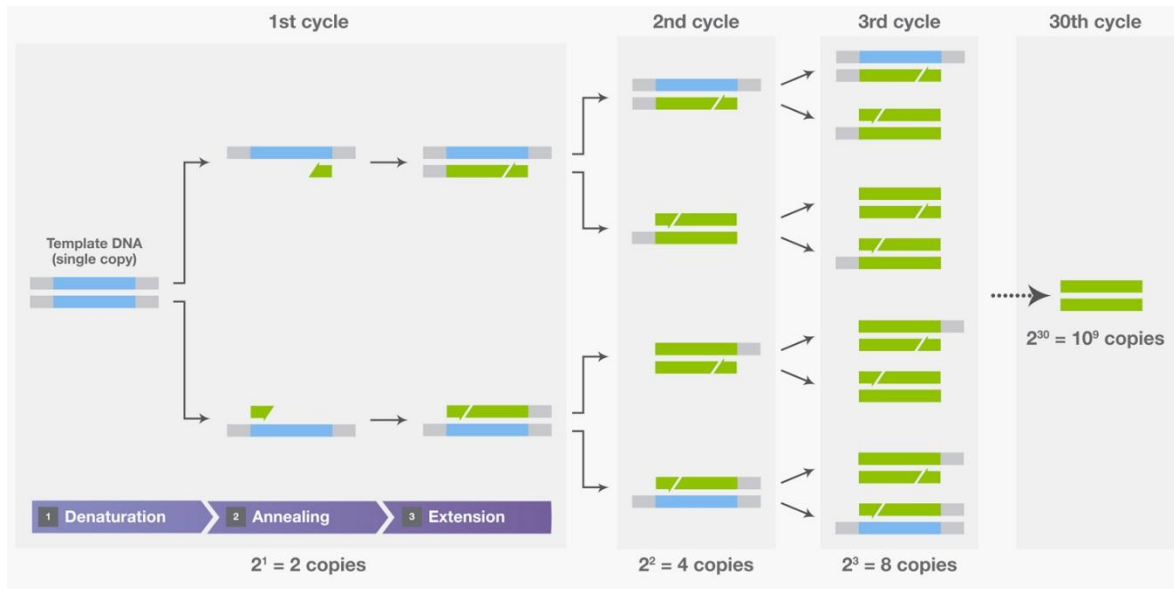 1st cycle
2nd cycle
3rd cycle
30th cycle
Template DNA
(single copy)
2³⁰ = 10⁹ copies
1 Denaturation
2 Annealing
3 Extension
2¹ = 2 copies
2² = 4 copies
2³ = 8 copies